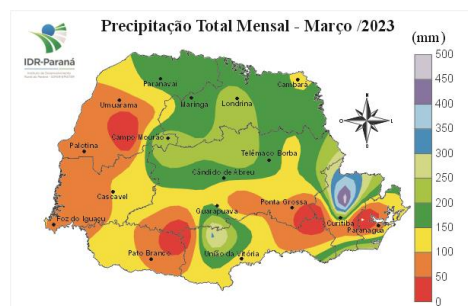 Precipitação Total Mensal - Março /2023
IDR-Paraná
(mm)
500
450
400
350
300
250
200
150
100
50
0
Paranavaí
Cambará
Umuarama
Maringa
Londrina
Campo Mourão
Palotina
Telêmaco Borba
Cândido de Abreu
Cascavel
Guarapuava
Ponta Grossa
Foz do Iguaçu
Curitiba
Paranaguá
Pato Branco
União da Vitória